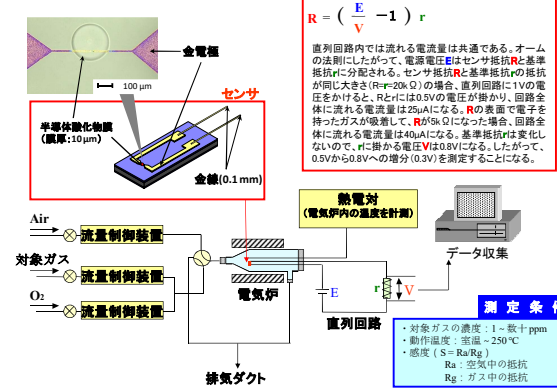 R = ( E/V −1 ) r
直列回路内では流れる電流量は共通である。オーム
の法則にしたがって、電源電圧Eはセンサ抵抗Rと基準
抵抗rに分配される。センサ抵抗Rと基準抵抗rの抵抗
が同じ大きさ(R=r=20kΩ)の場合、直列回路に1Vの電
圧をかけると、Rとrには0.5Vの電圧が掛かり、回路全
体に流れる電流量は25μAになる。Rの表面で電子を
持ったガスが吸着して、Rが5kΩになった場合、回路全
体に流れる電流量は40μAになる。基準抵抗rは変化し
ないので、rに掛かる電圧Vは0.8Vになる。したがって、
0.5Vから0.8Vへの増分(0.3V)を測定することになる。
金電極
100 μm
センサ
半導体酸化物膜
(膜厚:10μm)
金線(0.1 mm)
熱電対
(電気炉内の温度を計測)
Air
流量制御装置
対象ガス
流量制御装置
O₂
流量制御装置
電気炉
E
r
V
データ収集
直列回路
排気ダクト
測 定 条 件
・対象ガスの濃度:1~数十ppm
・動作温度:室温~250 ℃
・感度(S = Ra/Rg)
Ra:空気中の抵抗
Rg:ガス中の抵抗